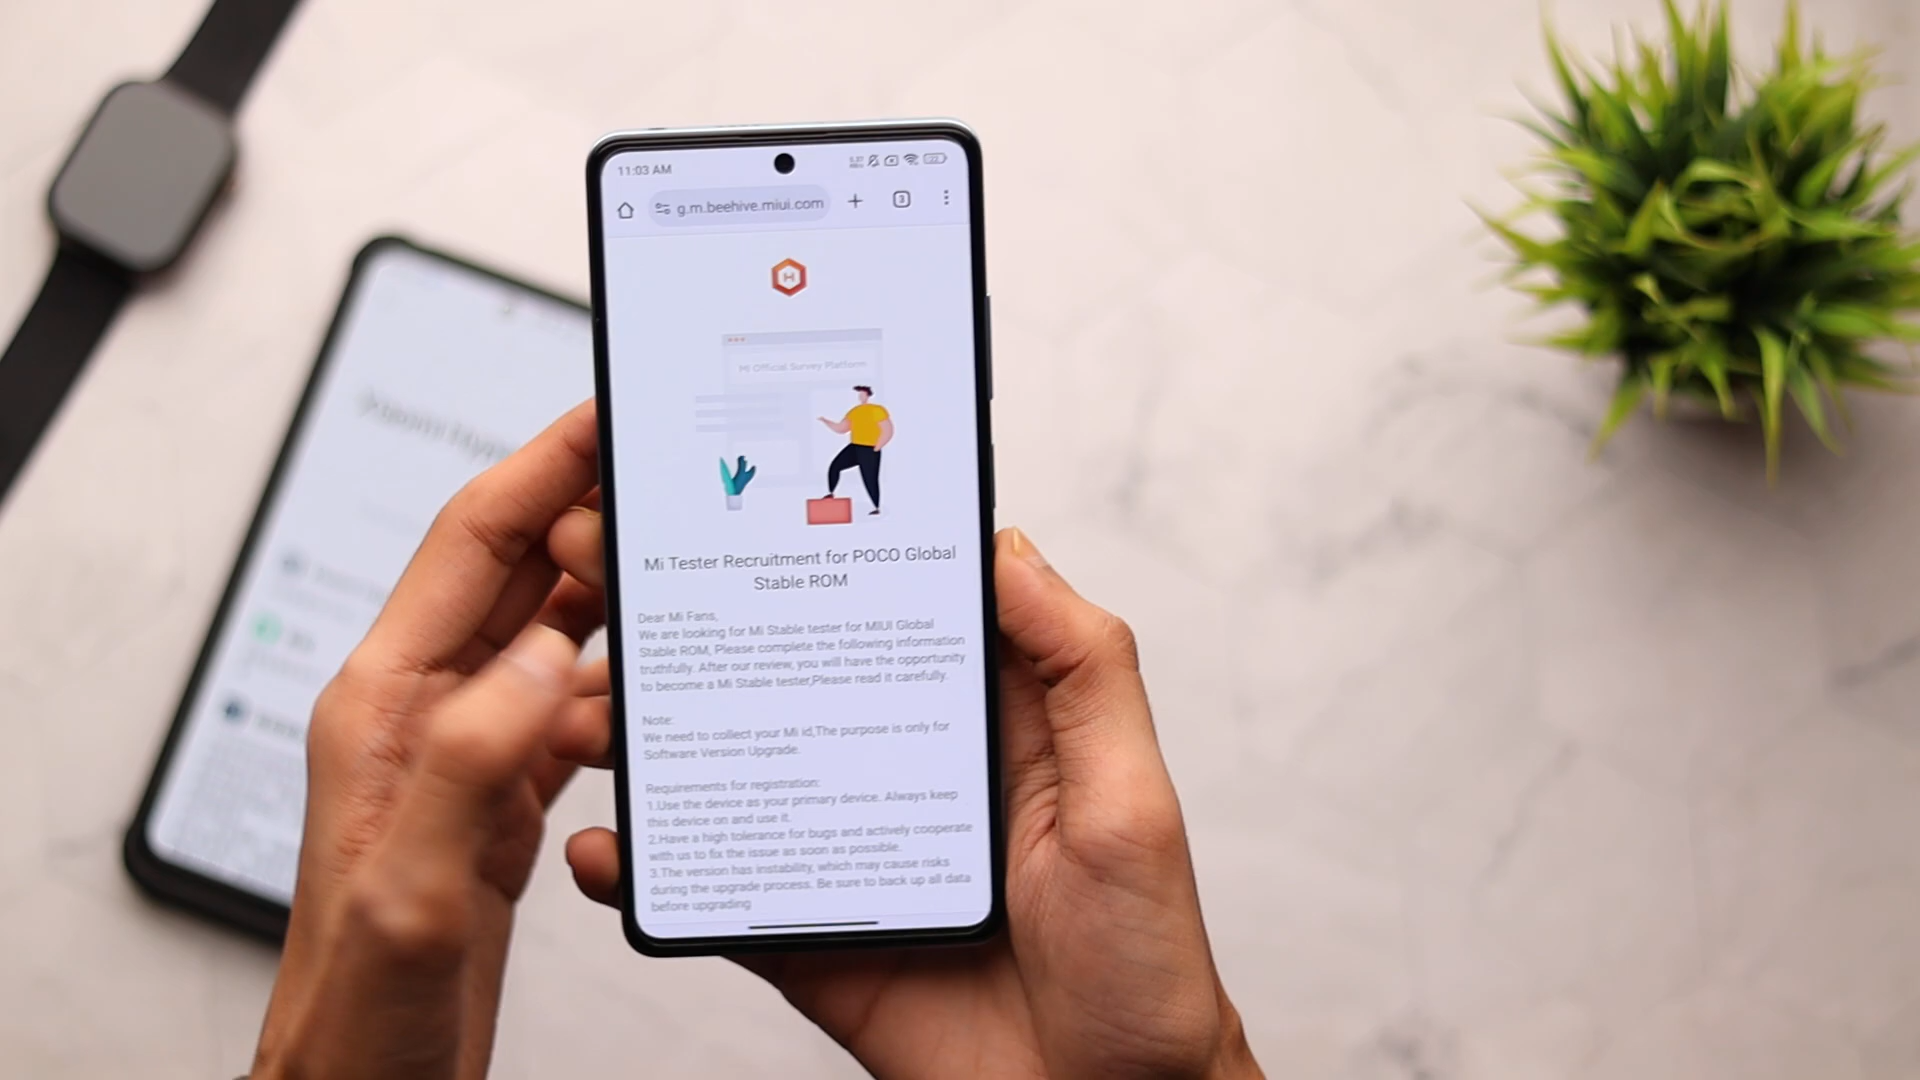 11:03 AM
g.m.beehive.miui.com
3
H
Mi Official Survey Platform
Mi Tester Recruitment for POCO Global
Stable ROM
Dear Mi Fans,
We are looking for Mi Stable tester for MIUI Global
Stable ROM, Please complete the following information
truthfully. After our review, you will have the opportunity
to become a Mi Stable tester,Please read it carefully.
Note:
We need to collect your Mi id,The purpose is only for
Software Version Upgrade.
Requirements for registration:
1.Use the device as your primary device. Always keep
this device on and use it.
2.Have a high tolerance for bugs and actively cooperate
with us to fix the issue as soon as possible.
3.The version has instability, which may cause risks
during the upgrade process. Be sure to back up all data
before upgrading